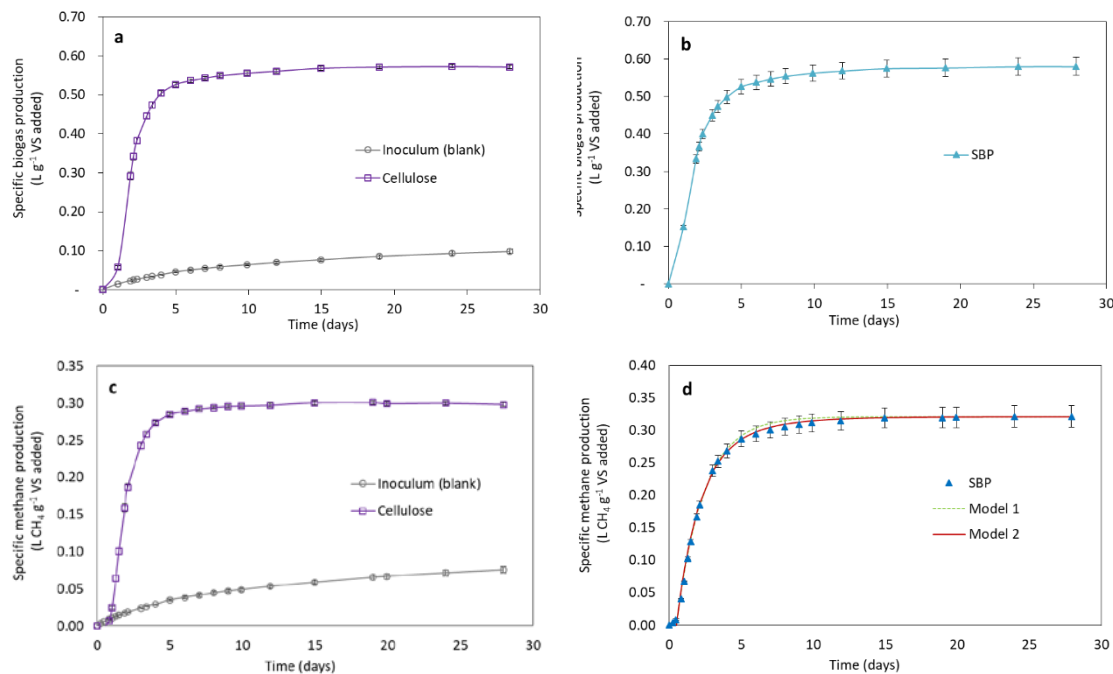 a
Specific biogas production
(L g⁻¹ VS added)
0.70
0.60
0.50
0.40
0.30
0.20
0.10
-
0
5
10
15
20
25
30
Time (days)
Inoculum (blank)
Cellulose
b
Specific biogas production
(L g⁻¹ VS added)
0.70
0.60
0.50
0.40
0.30
0.20
0.10
-
0
5
10
15
20
25
30
Time (days)
SBP
c
Specific methane production
(L CH₄ g⁻¹ VS added)
0.35
0.30
0.25
0.20
0.15
0.10
0.05
0.00
0
5
10
15
20
25
30
Time (days)
Inoculum (blank)
Cellulose
d
Specific methane production
(L CH₄ g⁻¹ VS added)
0.40
0.35
0.30
0.25
0.20
0.15
0.10
0.05
0.00
0
5
10
15
20
25
30
Time (days)
SBP
Model 1
Model 2